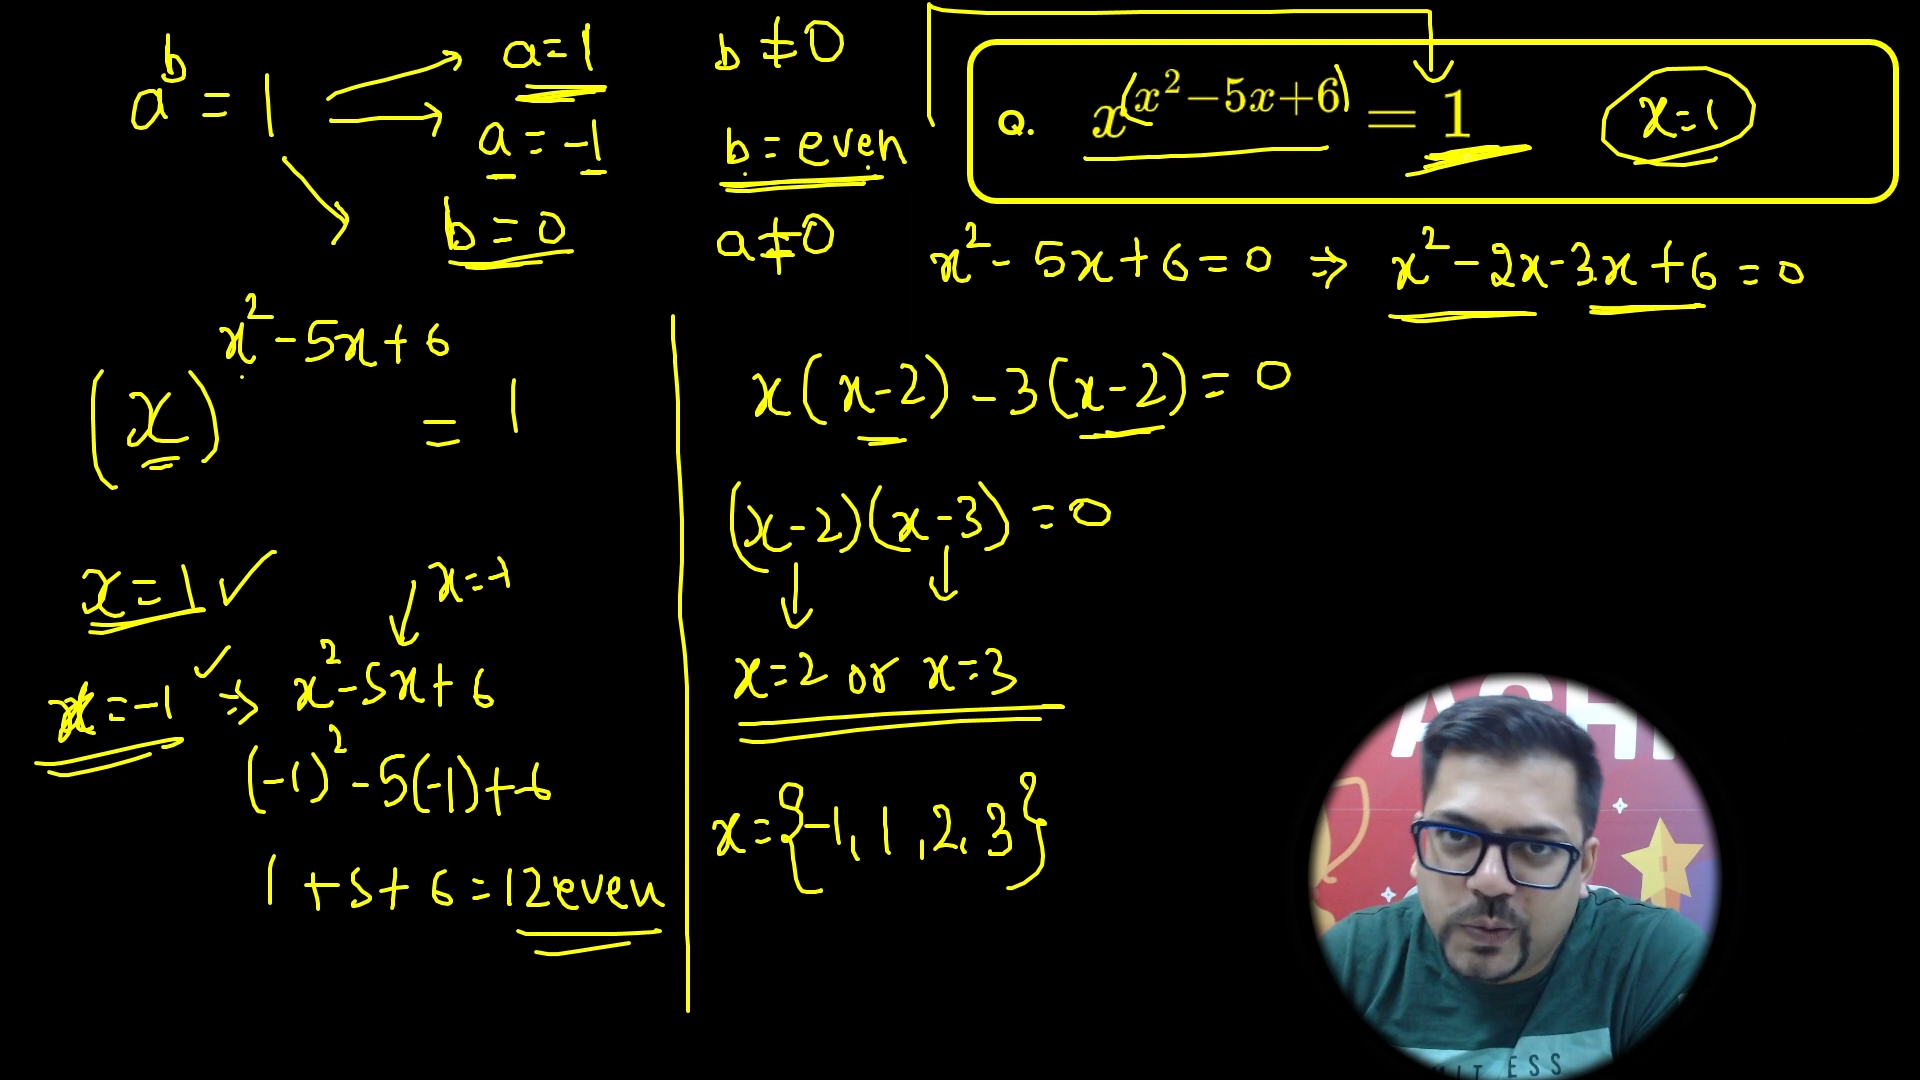 a^b = 1
a=1 b≠0
a = -1 b = even
b = 0 a≠0
Q. x^(x²−5x+6) = 1 x=1
x² - 5x + 6 = 0 ⇒ x² - 2x - 3x + 6 = 0
(x)^x² - 5x + 6 = 1
x = 1 ✓
x = -1 ✓ ⇒ x² - 5x + 6
x = -1
(-1)² - 5(-1) + 6
1 + 5 + 6 = 12 even
x(x-2) - 3(x-2) = 0
(x-2)(x-3) = 0
x=2 or x=3
x = {-1, 1, 2, 3}
ESS